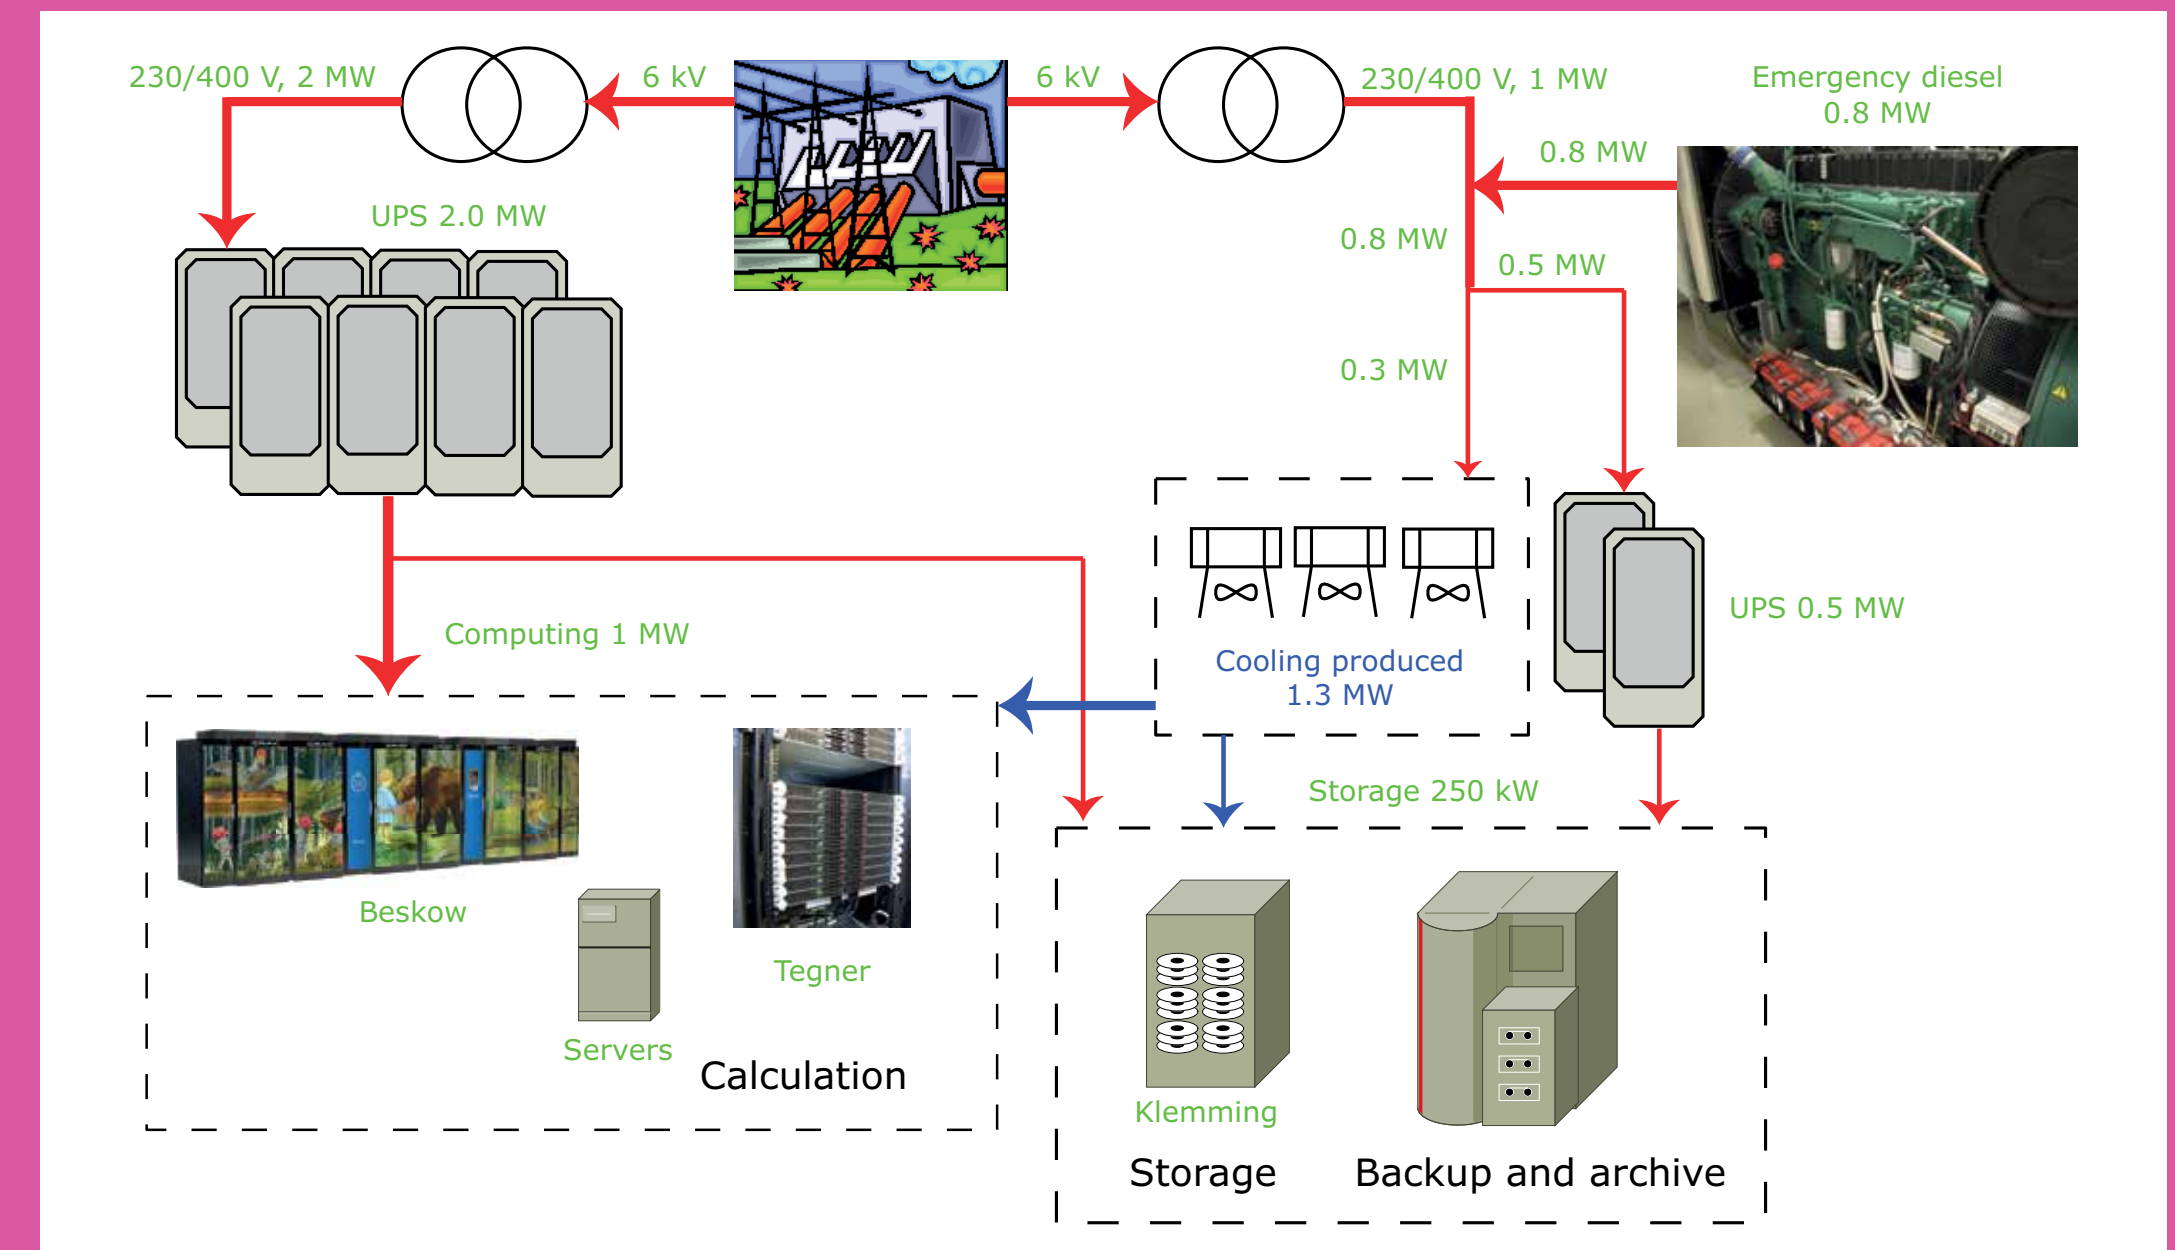 230/400 V, 2 MW
6 kV
6 kV
230/400 V, 1 MW
Emergency diesel
0.8 MW
0.8 MW
UPS 2.0 MW
0.8 MW
0.5 MW
0.3 MW
UPS 0.5 MW
Computing 1 MW
Cooling produced
1.3 MW
Storage 250 kW
Beskow
Tegner
Servers
Calculation
Klemming
Storage
Backup and archive